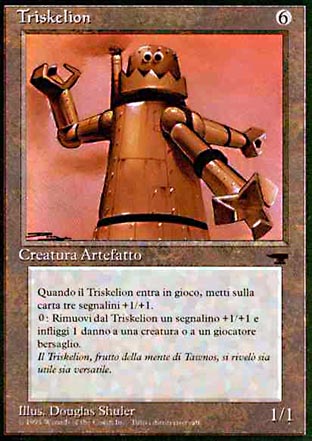 Triskelion 6
Creatura Artefatto
Quando il Triskelion entra in gioco, metti sulla
carta tre segnalini +1/+1.
0: Rimuovi dal Triskelion un segnalino +1/+1 e
infliggi 1 danno a una creatura o a un giocatore
bersaglio.
Il Triskelion, frutto della mente di Tawnos, si rivelò sia
utile sia versatile.
Illus. Douglas Shuler
1/1